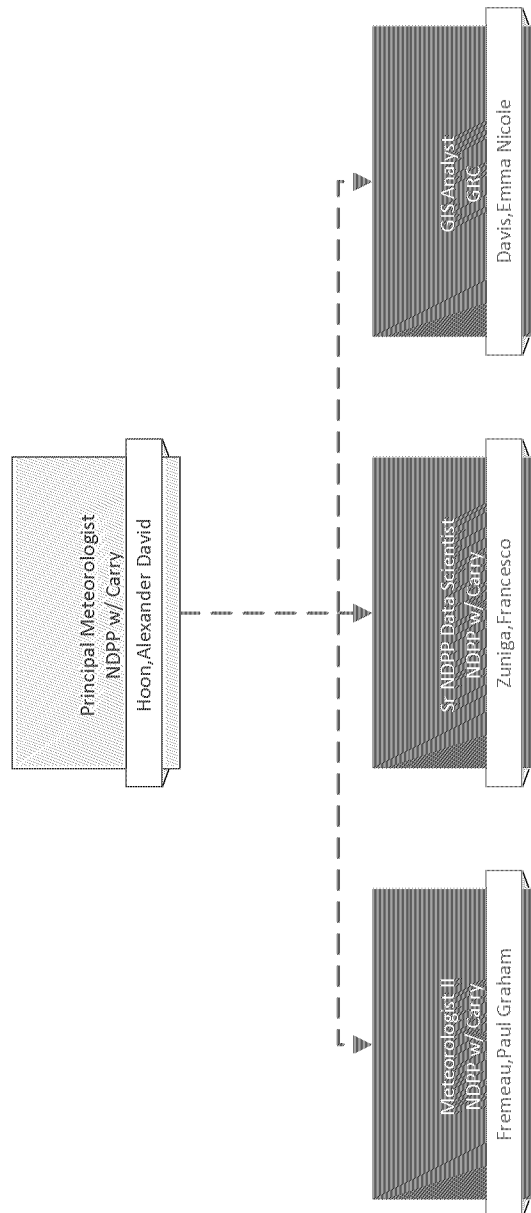 Principal Meteorologist
NDPP w/ Carry
Hoon,Alexander David
Meteorologist II
NDPP w/ Carry
Fremeau,Paul Graham
Sr NDPP Data Scientist
NDPP w/ Carry
Zuniga,Francesco
GIS Analyst
GRC
Davis,Emma Nicole